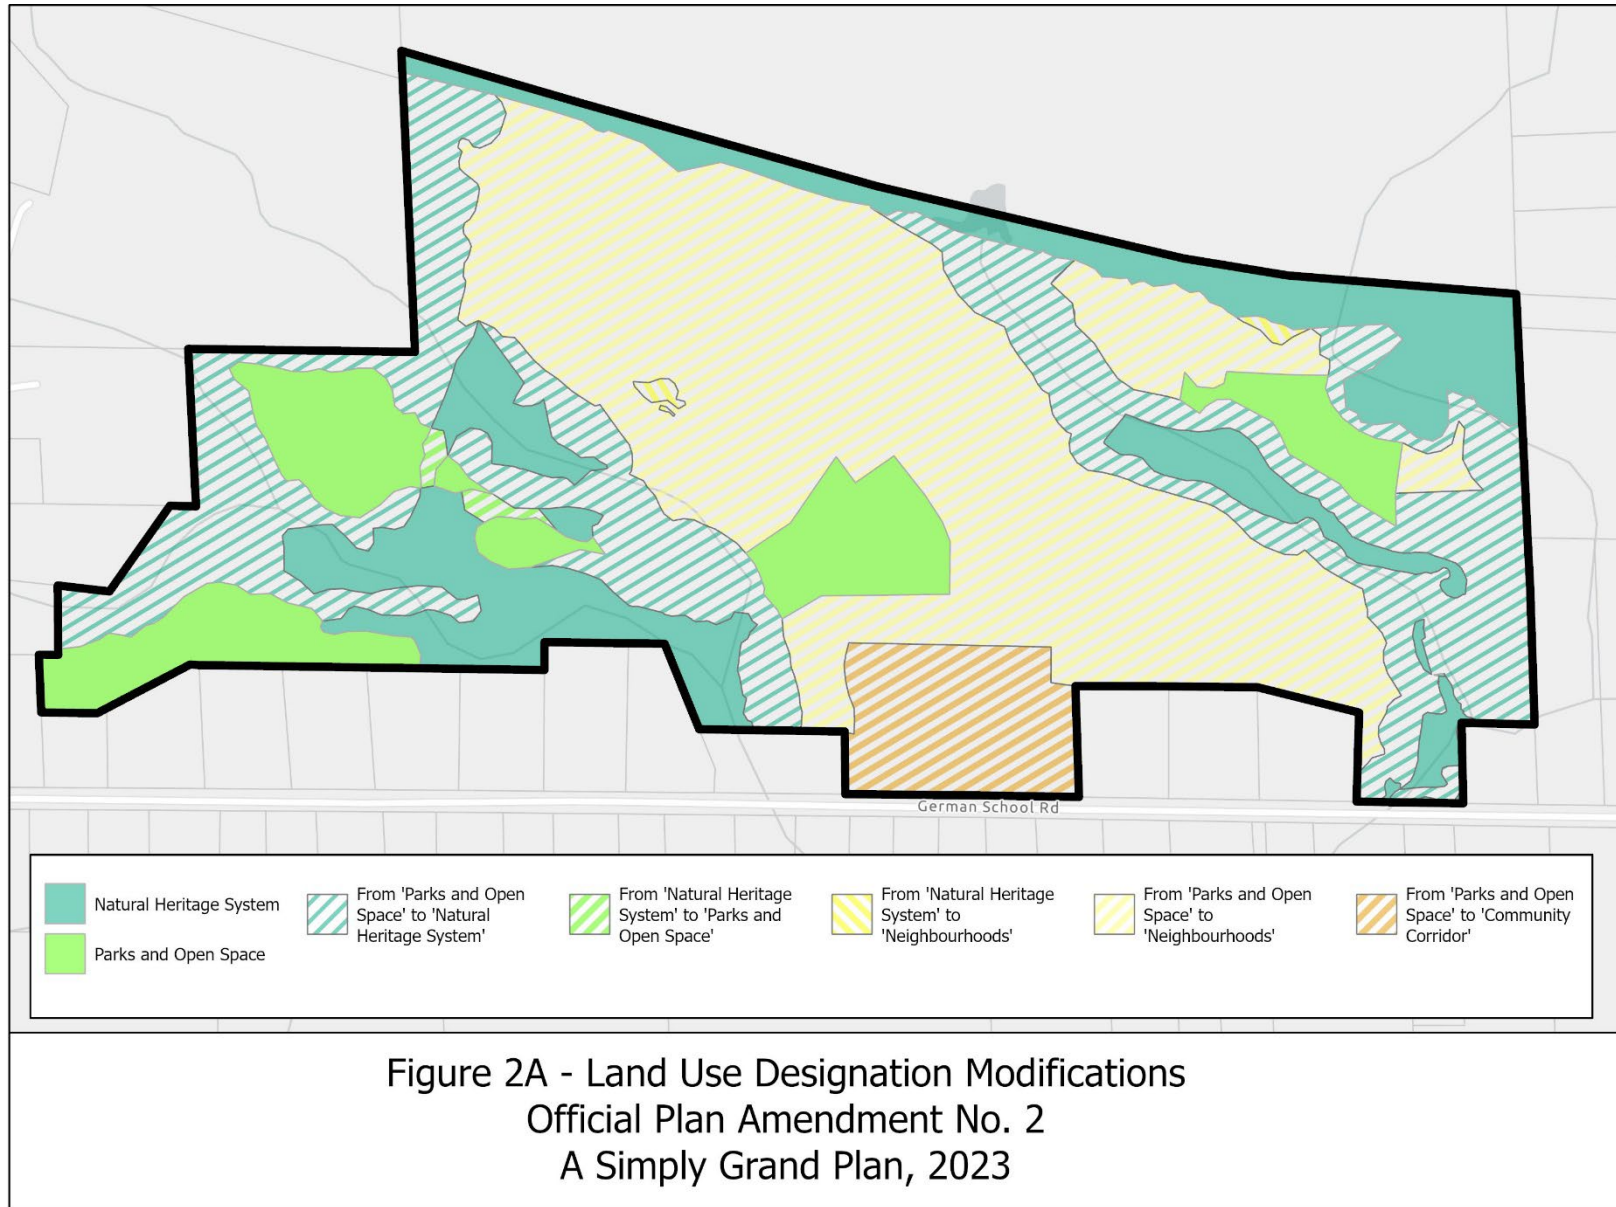 German School Rd
Natural Heritage System
Parks and Open Space
From 'Parks and Open
Space' to 'Natural
Heritage System'
From 'Natural Heritage
System' to 'Parks and
Open Space'
From 'Natural Heritage
System' to
'Neighbourhoods'
From 'Parks and Open
Space' to
'Neighbourhoods'
From 'Parks and Open
Space' to 'Community
Corridor'
Figure 2A - Land Use Designation Modifications
Official Plan Amendment No. 2
A Simply Grand Plan, 2023